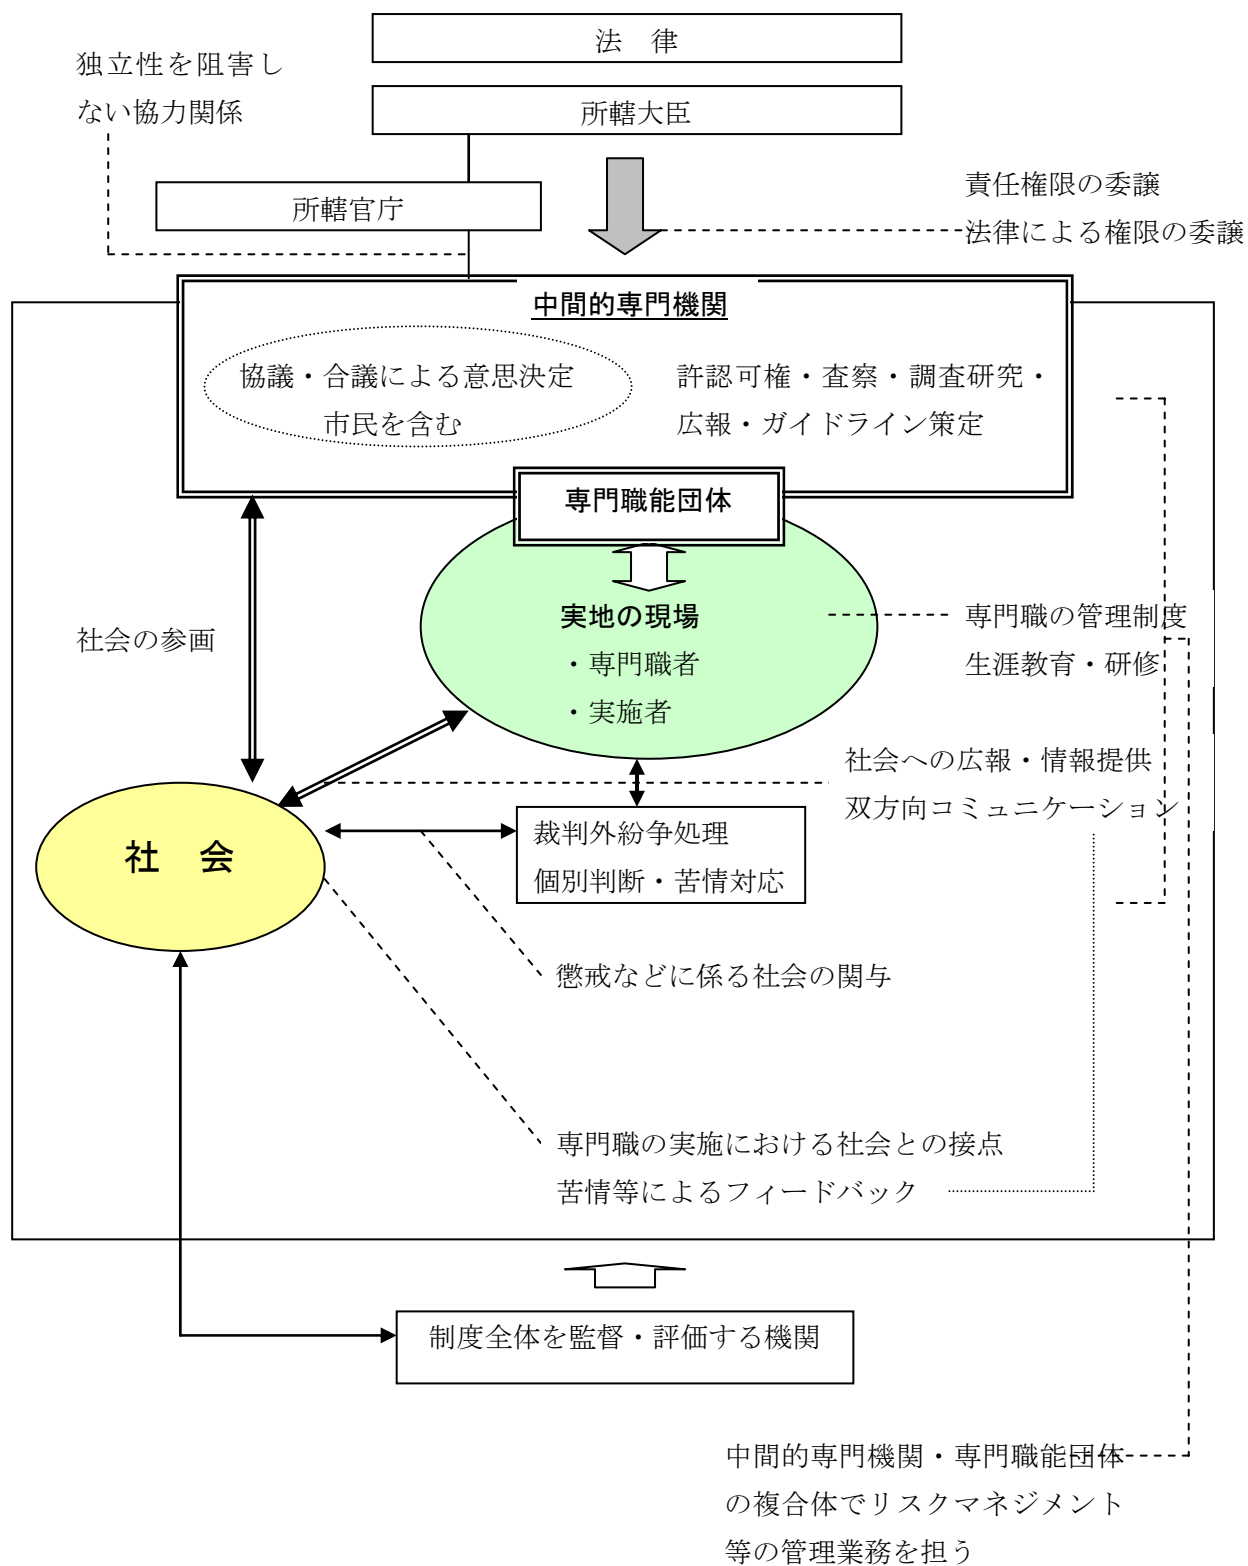 法　律
独立性を阻害し
ない協力関係
所轄大臣
所轄官庁
責任権限の委譲
法律による権限の委譲
中間的専門機関
協議・合議による意思決定
市民を含む
許認可権・査察・調査研究・
広報・ガイドライン策定
専門職能団体
実地の現場
・専門職者
・実施者
専門職の管理制度
生涯教育・研修
社会の参画
社会への広報・情報提供
双方向コミュニケーション
社　会
裁判外紛争処理
個別判断・苦情対応
懲戒などに係る社会の関与
専門職の実施における社会との接点
苦情等によるフィードバック
制度全体を監督・評価する機関
中間的専門機関・専門職能団体
の複合体でリスクマネジメント
等の管理業務を担う